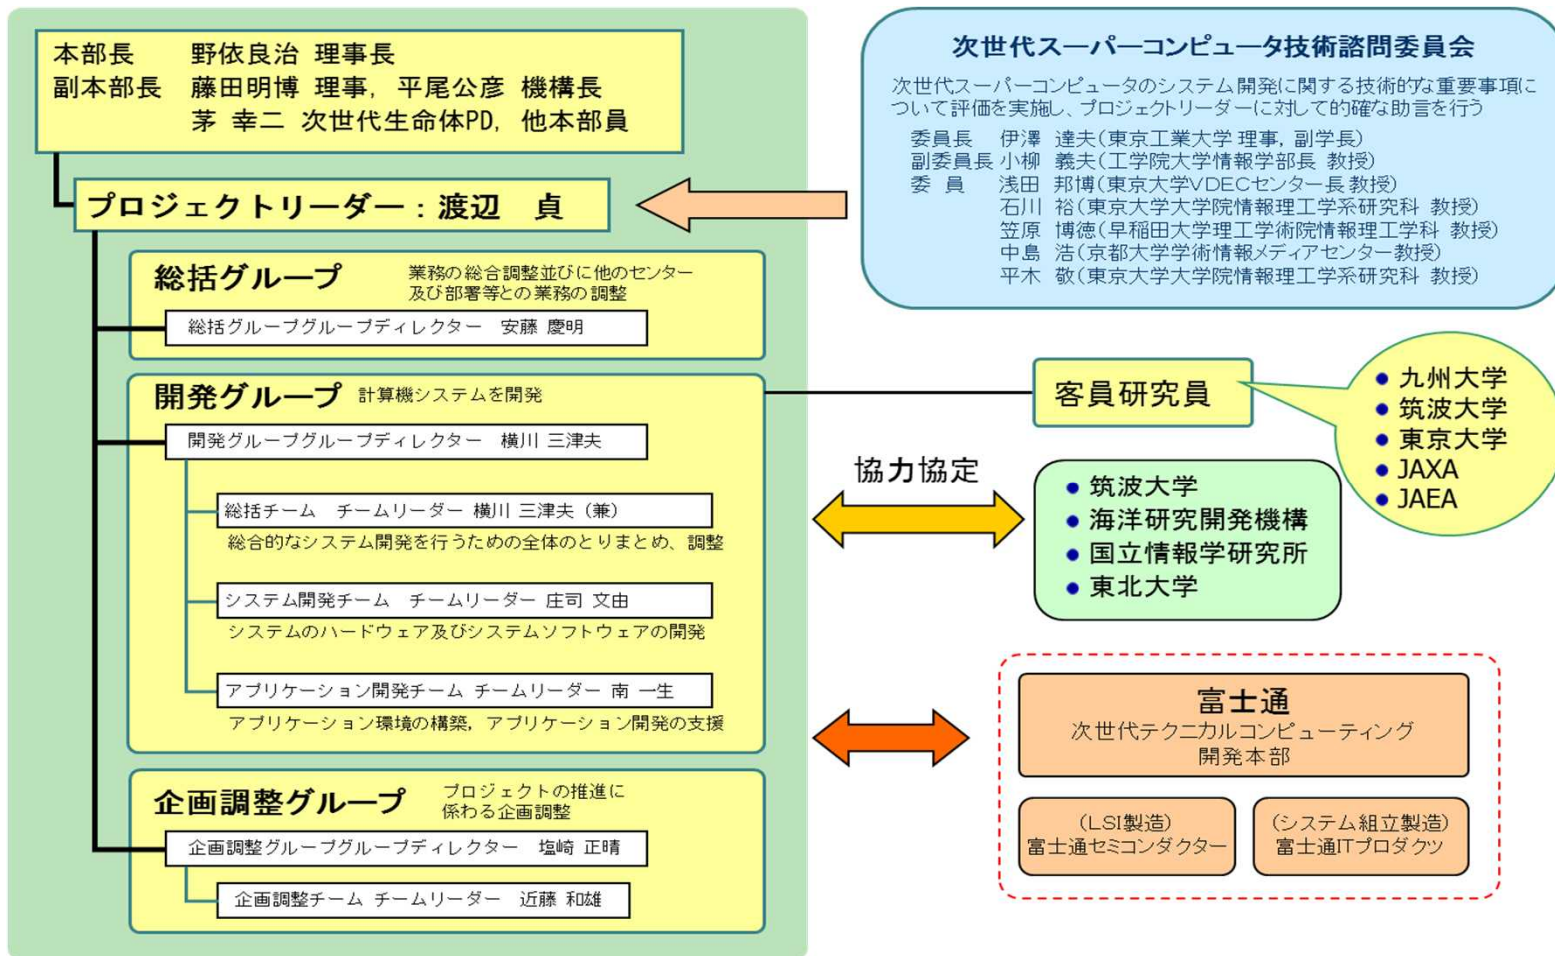 本部長　野依良治 理事長
副本部長　藤田明博 理事, 平尾公彦 機構長
茅 幸二 次世代生命体PD, 他本部員
プロジェクトリーダー：渡辺　貞
総括グループ
業務の総合調整並びに他のセンター
及び部署等との業務の調整
総括グループグループディレクター　安藤 慶明
開発グループ　計算機システムを開発
開発グループグループディレクター　横川 三津夫
総括チーム　チームリーダー 横川 三津夫（兼）
総合的なシステム開発を行うための全体のとりまとめ、調整
システム開発チーム　チームリーダー 庄司 文由
システムのハードウェア及びシステムソフトウェアの開発
アプリケーション開発チーム チームリーダー 南 一生
アプリケーション環境の構築, アプリケーション開発の支援
企画調整グループ
プロジェクトの推進に
係わる企画調整
企画調整グループグループディレクター　塩崎 正晴
企画調整チーム チームリーダー　近藤 和雄
次世代スーパーコンピュータ技術諮問委員会
次世代スーパーコンピュータのシステム開発に関する技術的な重要事項に
ついて評価を実施し、プロジェクトリーダーに対して的確な助言を行う
委員長　伊澤 達夫(東京工業大学 理事, 副学長)
副委員長 小柳 義夫(工学院大学情報学部長 教授)
委 員　浅田 邦博(東京大学VDECセンター長 教授)
石川 裕(東京大学大学院情報理工学系研究科 教授)
笠原 博徳(早稲田大学理工学術院情報理工学科 教授)
中島 浩(京都大学学術情報メディアセンター教授)
平木 敬(東京大学大学院情報理工学系研究科 教授)
客員研究員
● 九州大学
● 筑波大学
● 東京大学
● JAXA
● JAEA
協力協定
● 筑波大学
● 海洋研究開発機構
● 国立情報学研究所
● 東北大学
富士通
次世代テクニカルコンピューティング
開発本部
(LSI製造)
富士通セミコンダクター
(システム組立製造)
富士通ITプロダクツ